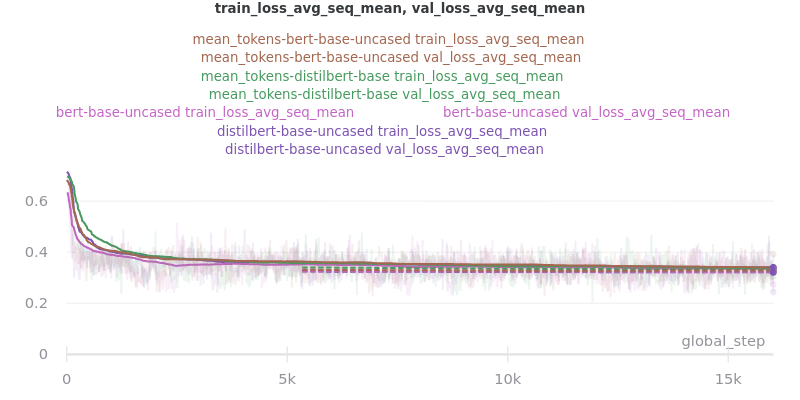 train_loss_avg_seq_mean, val_loss_avg_seq_mean
mean_tokens-bert-base-uncased train_loss_avg_seq_mean
mean_tokens-bert-base-uncased val_loss_avg_seq_mean
mean_tokens-distilbert-base train_loss_avg_seq_mean
mean_tokens-distilbert-base val_loss_avg_seq_mean
bert-base-uncased train_loss_avg_seq_mean bert-base-uncased val_loss_avg_seq_mean
distilbert-base-uncased train_loss_avg_seq_mean
distilbert-base-uncased val_loss_avg_seq_mean
0.6
0.4
0.2
global_step
0
0 5k 10k 15k